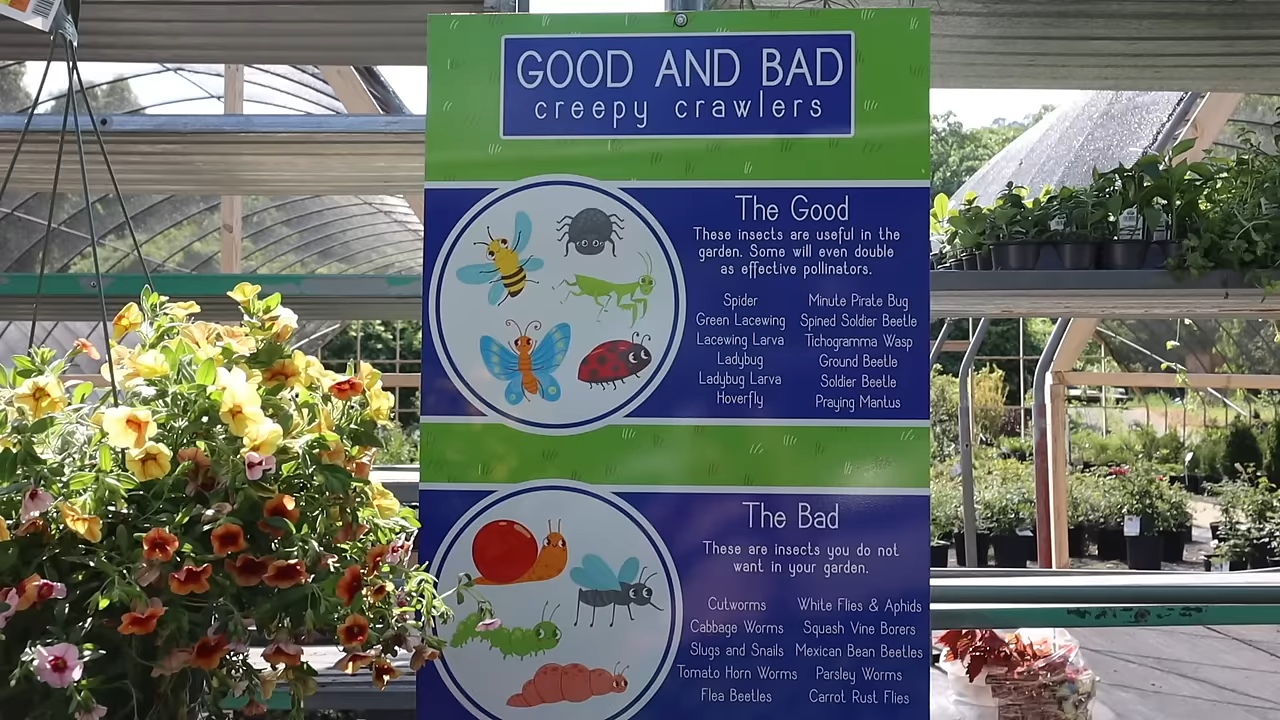 GOOD AND BAD
creepy crawlers
The Good
These insects are useful in the
garden. Some will even double
as effective pollinators.
Spider
Green Lacewing
Lacewing Larva
Ladybug
Ladybug Larva
Hoverfly
Minute Pirate Bug
Spined Soldier Beetle
Tichogramma Wasp
Ground Beetle
Soldier Beetle
Praying Mantus
The Bad
These are insects you do not
want in your garden.
Cutworms
Cabbage Worms
Slugs and Snails
Tomato Horn Worms
Flea Beetles
White Flies & Aphids
Squash Vine Borers
Mexican Bean Beetles
Parsley Worms
Carrot Rust Flies